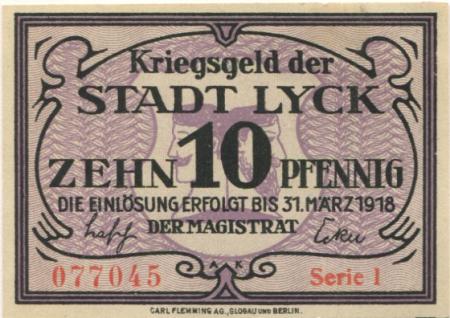 Kriegsgeld der
STADT LYCK
ZEHN 10 PFENNIG
DIE EINLÖSUNG ERFOLGT BIS 31. MÄRZ 1918
DER MAGISTRAT
A K
077045 Serie 1
CARL FLEMMING AG., GLOGAU UND BERLIN.